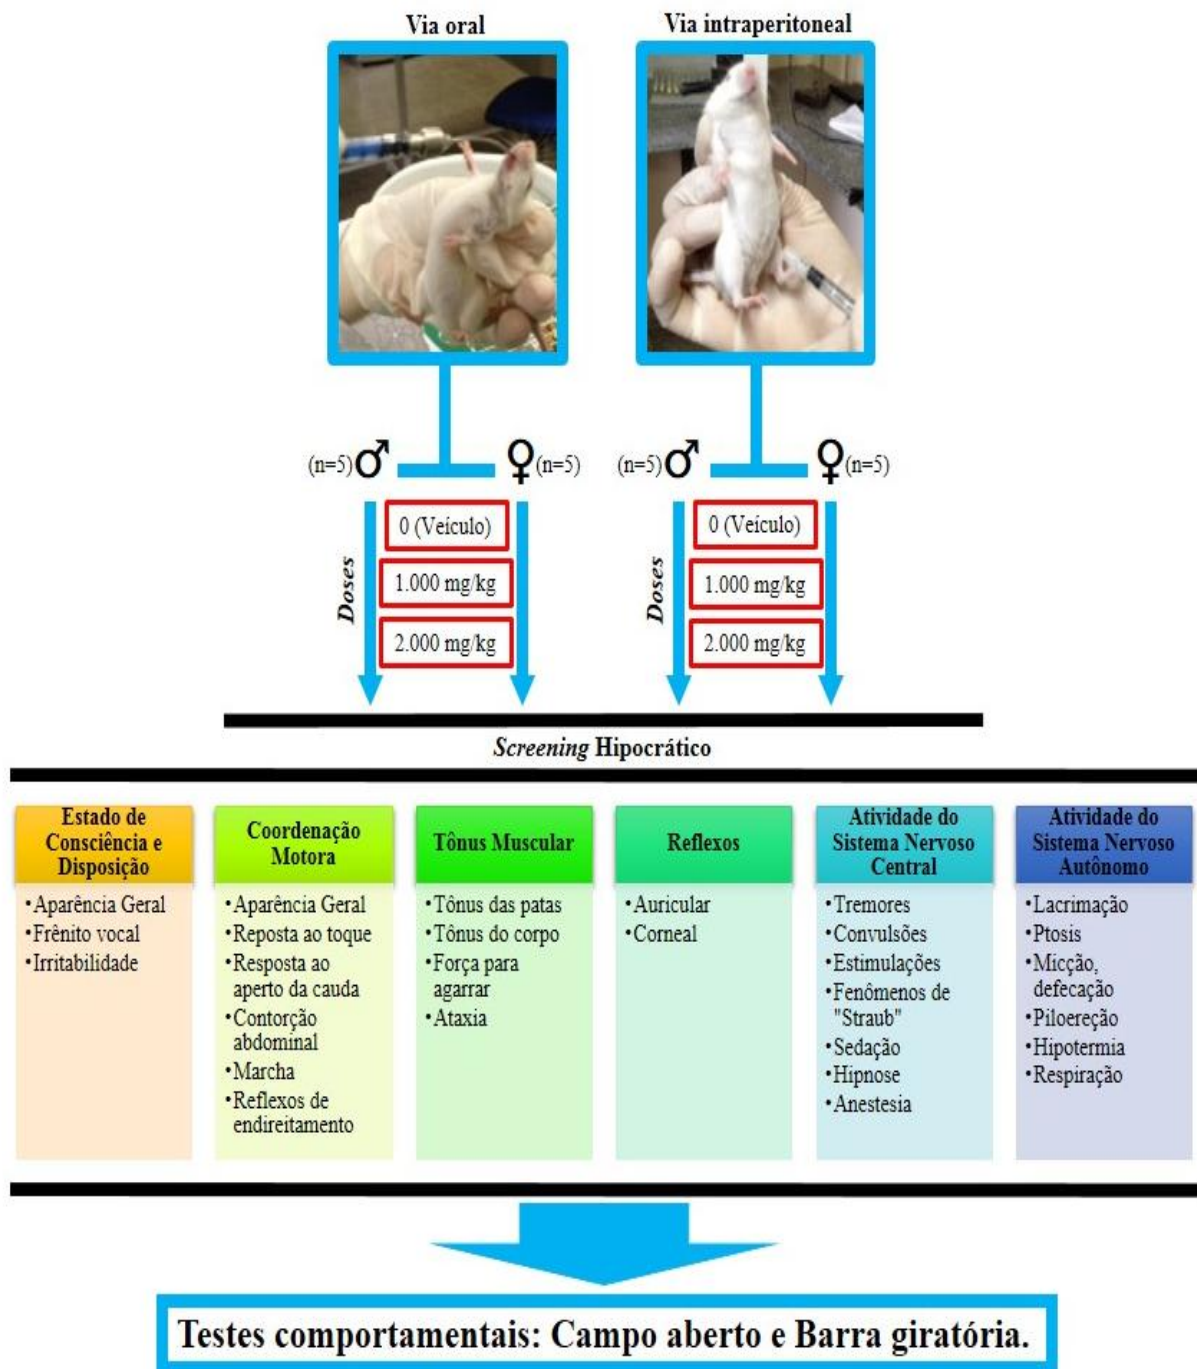 Via oral
Via intraperitoneal
(n=5)♂ ♀(n=5)
(n=5)♂ ♀(n=5)
Doses
0 (Veículo)
1.000 mg/kg
2.000 mg/kg
Doses
0 (Veículo)
1.000 mg/kg
2.000 mg/kg
Screening Hipocrático
Estado de
Consciência e
Disposição
•Aparência Geral
•Frênito vocal
•Irritabilidade
Coordenação
Motora
•Aparência Geral
•Reposta ao toque
•Resposta ao
aperto da cauda
•Contorção
abdominal
•Marcha
•Reflexos de
endireitamento
Tônus Muscular
•Tônus das patas
•Tônus do corpo
•Força para
agarrar
•Ataxia
Reflexos
•Auricular
•Corneal
Atividade do
Sistema Nervoso
Central
•Tremores
•Convulsões
•Estimulações
•Fenômenos de
"Straub"
•Sedação
•Hipnose
•Anestesia
Atividade do
Sistema Nervoso
Autônomo
•Lacrimação
•Ptosis
•Micção,
defecação
•Piloereção
•Hipotermia
•Respiração
Testes comportamentais: Campo aberto e Barra giratória.